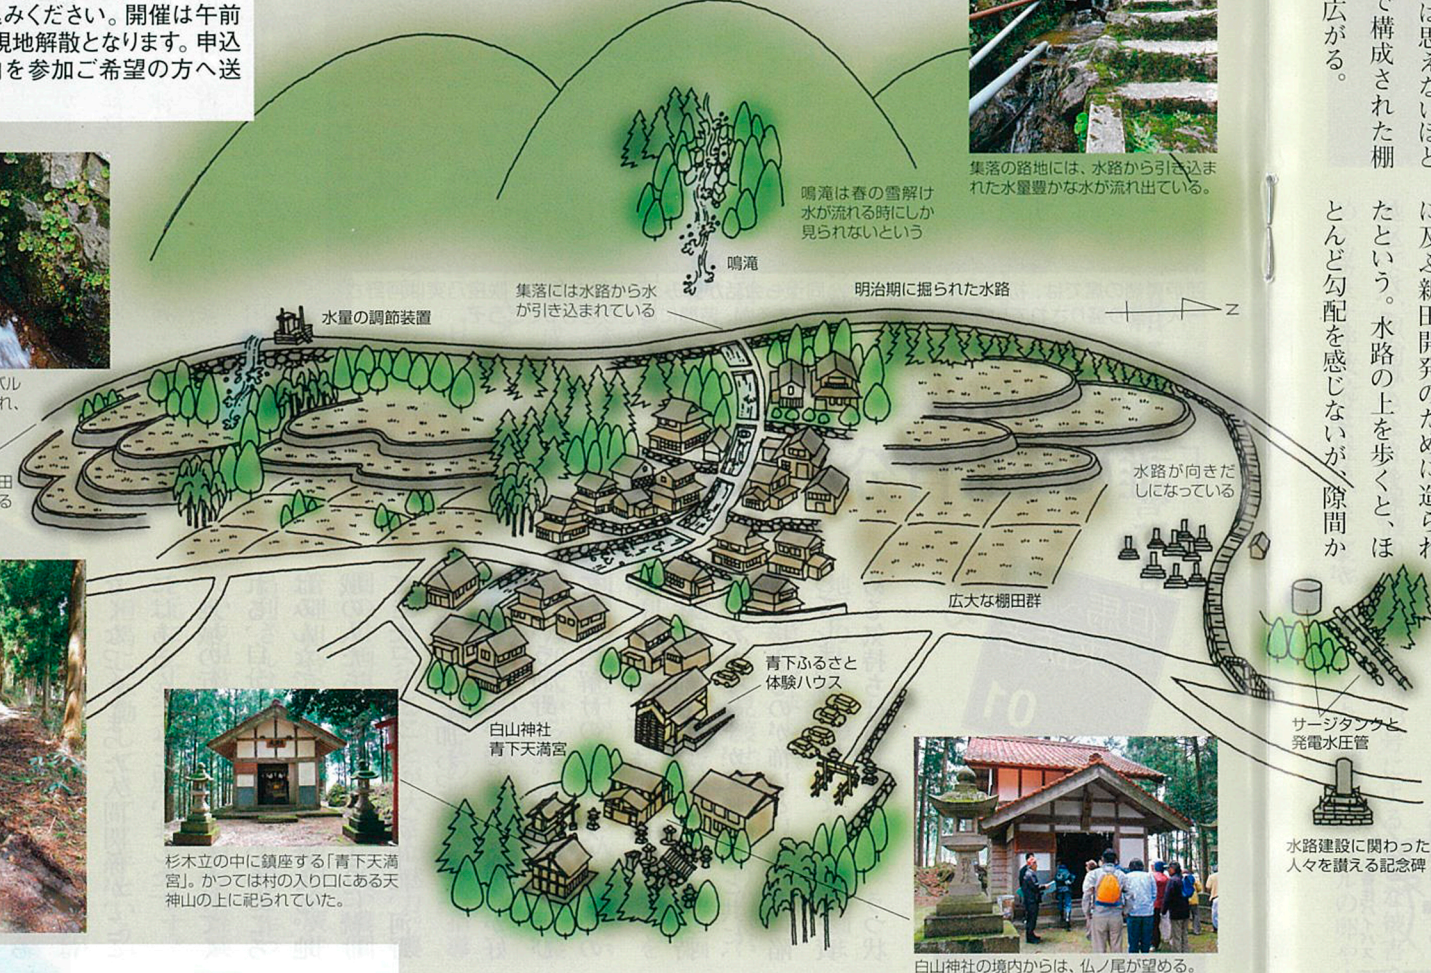 みください。開催は午前
現地解散となります。申込
を参加ご希望の方へ送
は思えないほど
で構成された棚
広がる。
に及ぶ新田開発のために造られ
たという。水路の上を歩くと、ほ
とんど勾配を感じないが、隙間か
集落の路地には、水路から引き込ま
れた水量豊かな水が流れ出ている。
鳴滝は春の雪解け
水が流れる時にしか
見られないという
鳴滝
集落には水路から水
が引き込まれている
明治期に掘られた水路
水量の調節装置
N
バル
れ、
田
る
水路が向きだ
しになっている
広大な棚田群
青下ふるさと
体験ハウス
白山神社
青下天満宮
サージタンクと
発電水圧管
水路建設に関わった
人々を讃える記念碑
杉木立の中に鎮座する「青下天満
宮」。かつては村の入り口にある天
神山の上に祀られていた。
白山神社の境内からは、仏ノ尾が望める。
01